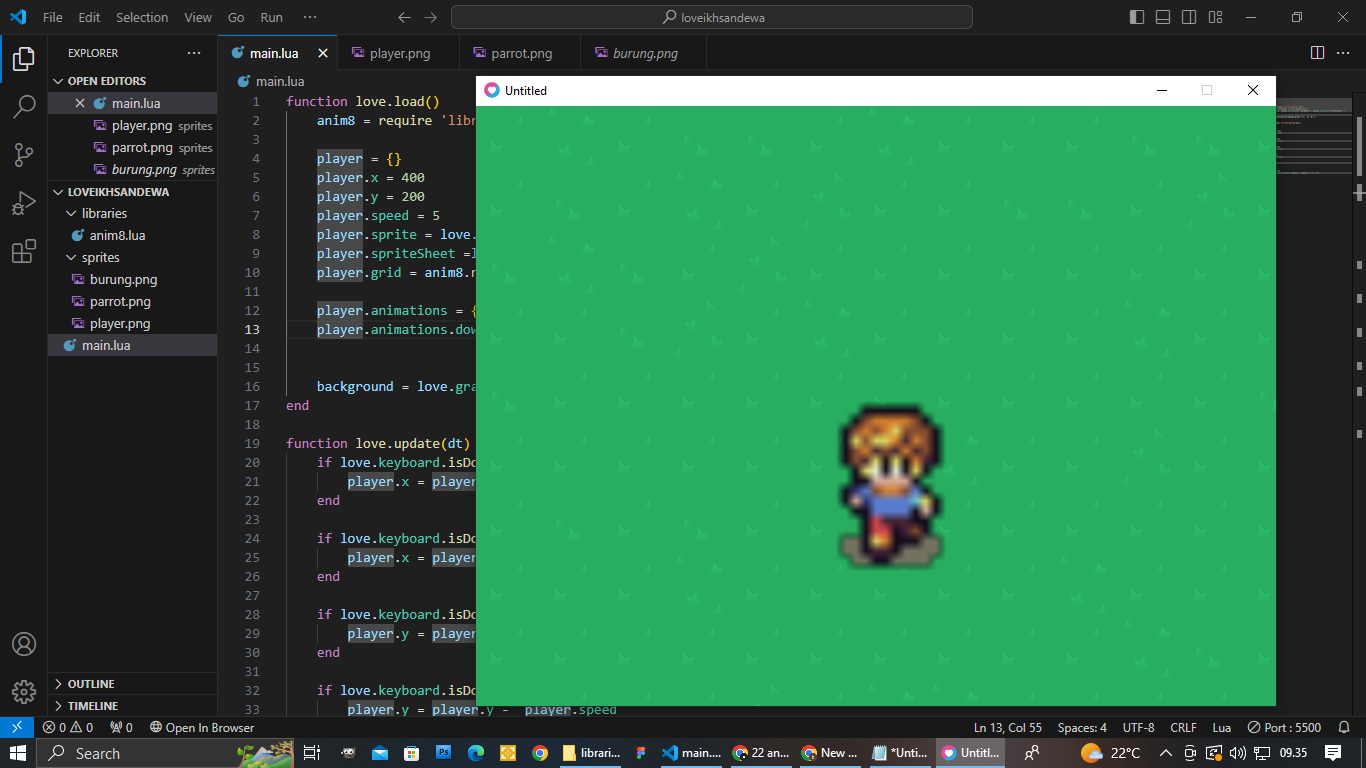 File Edit Selection View Go Run ···
loveikhsandewa
EXPLORER ···
OPEN EDITORS
main.lua
player.png sprites
parrot.png sprites
burung.png sprites
LOVEIKHSANDEWA
libraries
anim8.lua
sprites
burung.png
parrot.png
player.png
main.lua
OUTLINE
TIMELINE
main.lua player.png parrot.png burung.png
main.lua
1 function love.load()
2 anim8 = require 'libr
3
4 player = {}
5 player.x = 400
6 player.y = 200
7 player.speed = 5
8 player.sprite = love.
9 player.spriteSheet =l
10 player.grid = anim8.n
11
12 player.animations = {
13 player.animations.dow
14
15
16 background = love.gra
17 end
18
19 function love.update(dt)
20 if love.keyboard.isDo
21 player.x = player
22 end
23
24 if love.keyboard.isDo
25 player.x = player
26 end
27
28 if love.keyboard.isDo
29 player.y = player
30 end
31
32 if love.keyboard.isDo
33 player.y = player.y - player.speed
Untitled
0 0 0 Open In Browser Ln 13, Col 55 Spaces: 4 UTF-8 CRLF Lua Port : 5500
Search librari... main.... 22 an... New ... *Unti... Untitl... 22°C 09.35